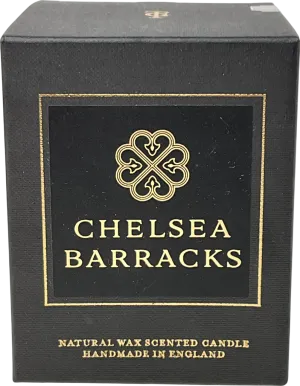 CHELSEA
BARRACKS
NATURAL WAX SCENTED CANDLE
HANDMADE IN ENGLAND